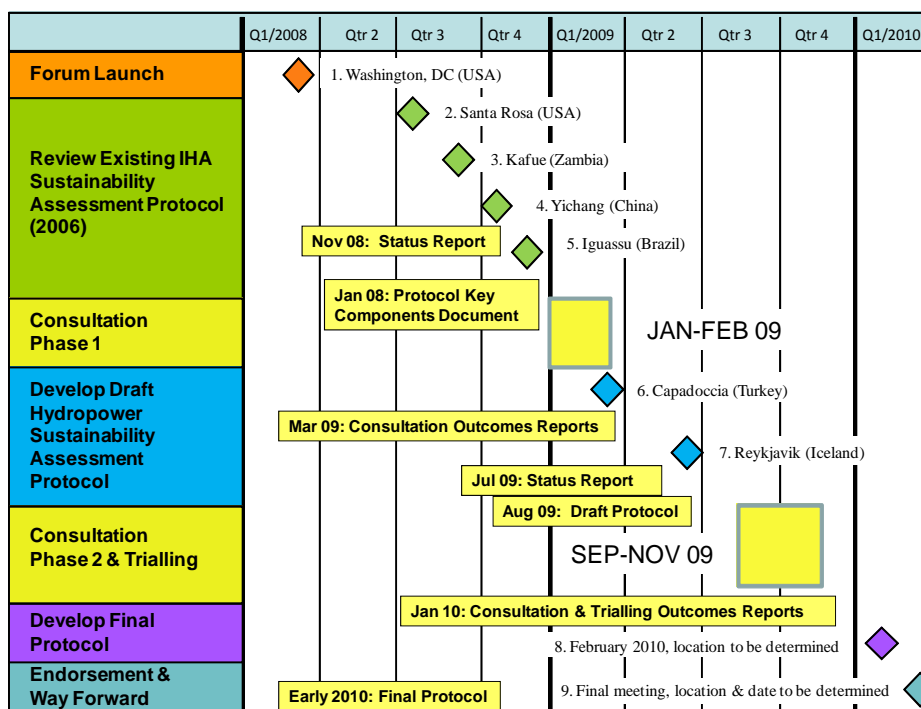 Q1/2008 Qtr 2 Qtr 3 Qtr 4 Q1/2009 Qtr 2 Qtr 3 Qtr 4 Q1/2010
Forum Launch
1. Washington, DC (USA)
Review Existing IHA
Sustainability
Assessment Protocol
(2006)
2. Santa Rosa (USA)
3. Kafue (Zambia)
4. Yichang (China)
Nov 08: Status Report
5. Iguassu (Brazil)
Jan 08: Protocol Key
Components Document
Consultation
Phase 1
JAN-FEB 09
Develop Draft
Hydropower
Sustainability
Assessment
Protocol
6. Capadoccia (Turkey)
Mar 09: Consultation Outcomes Reports
7. Reykjavik (Iceland)
Jul 09: Status Report
Aug 09: Draft Protocol
Consultation
Phase 2 & Trialling
SEP-NOV 09
Jan 10: Consultation & Trialling Outcomes Reports
Develop Final
Protocol
8. February 2010, location to be determined
Endorsement &
Way Forward
Early 2010: Final Protocol
9. Final meeting, location & date to be determined